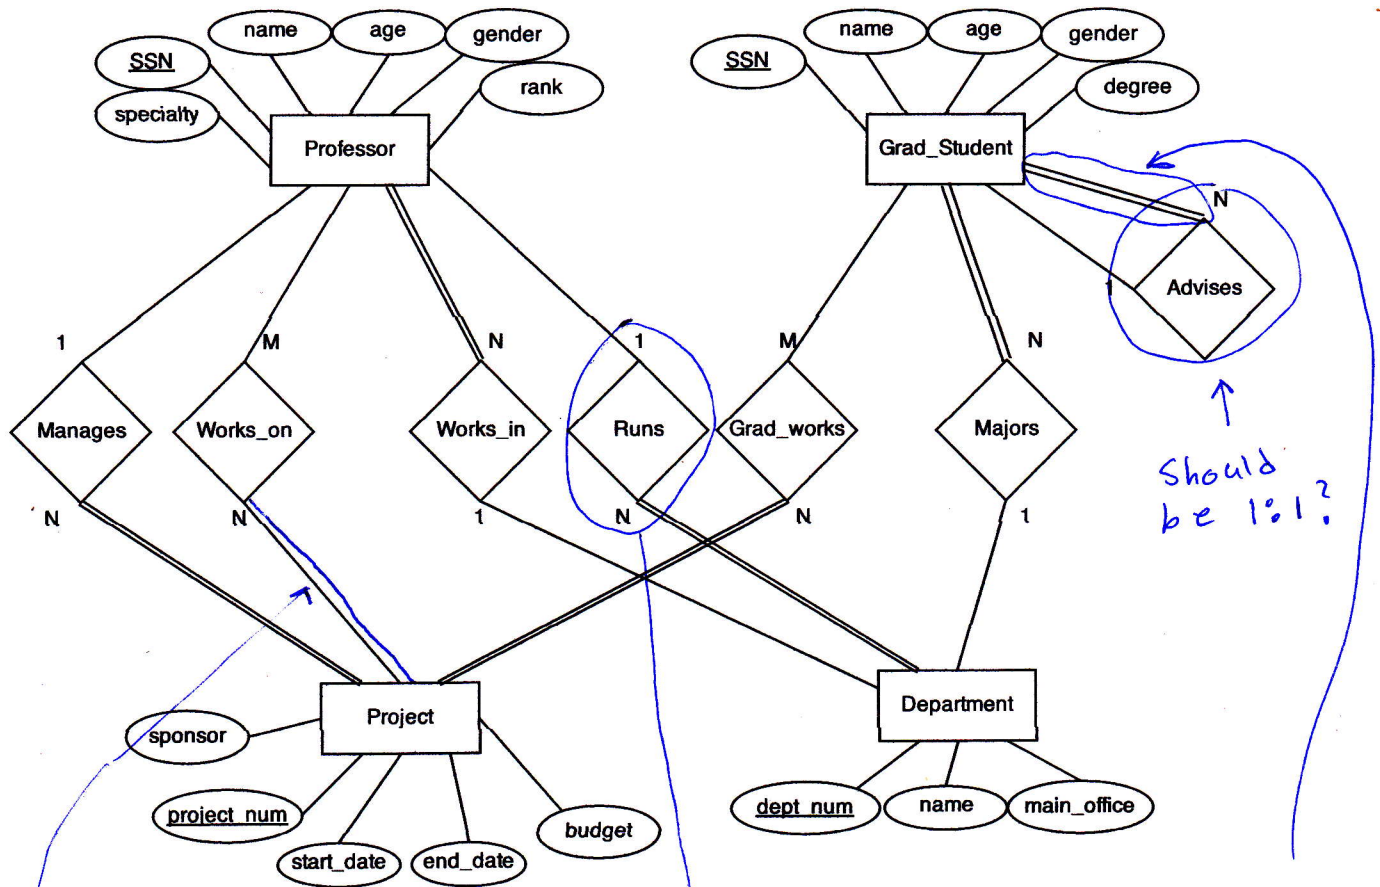 name age gender
SSN
rank
specialty
Professor
name age gender
SSN
degree
Grad_Student
N
Advises
1
1 M N 1 M N
Manages Works_on Works_in Runs Grad_works Majors
N N 1 N N 1
Should
be 1:1?
Project
sponsor
project_num
start_date end_date
budget
Department
dept_num name main_office